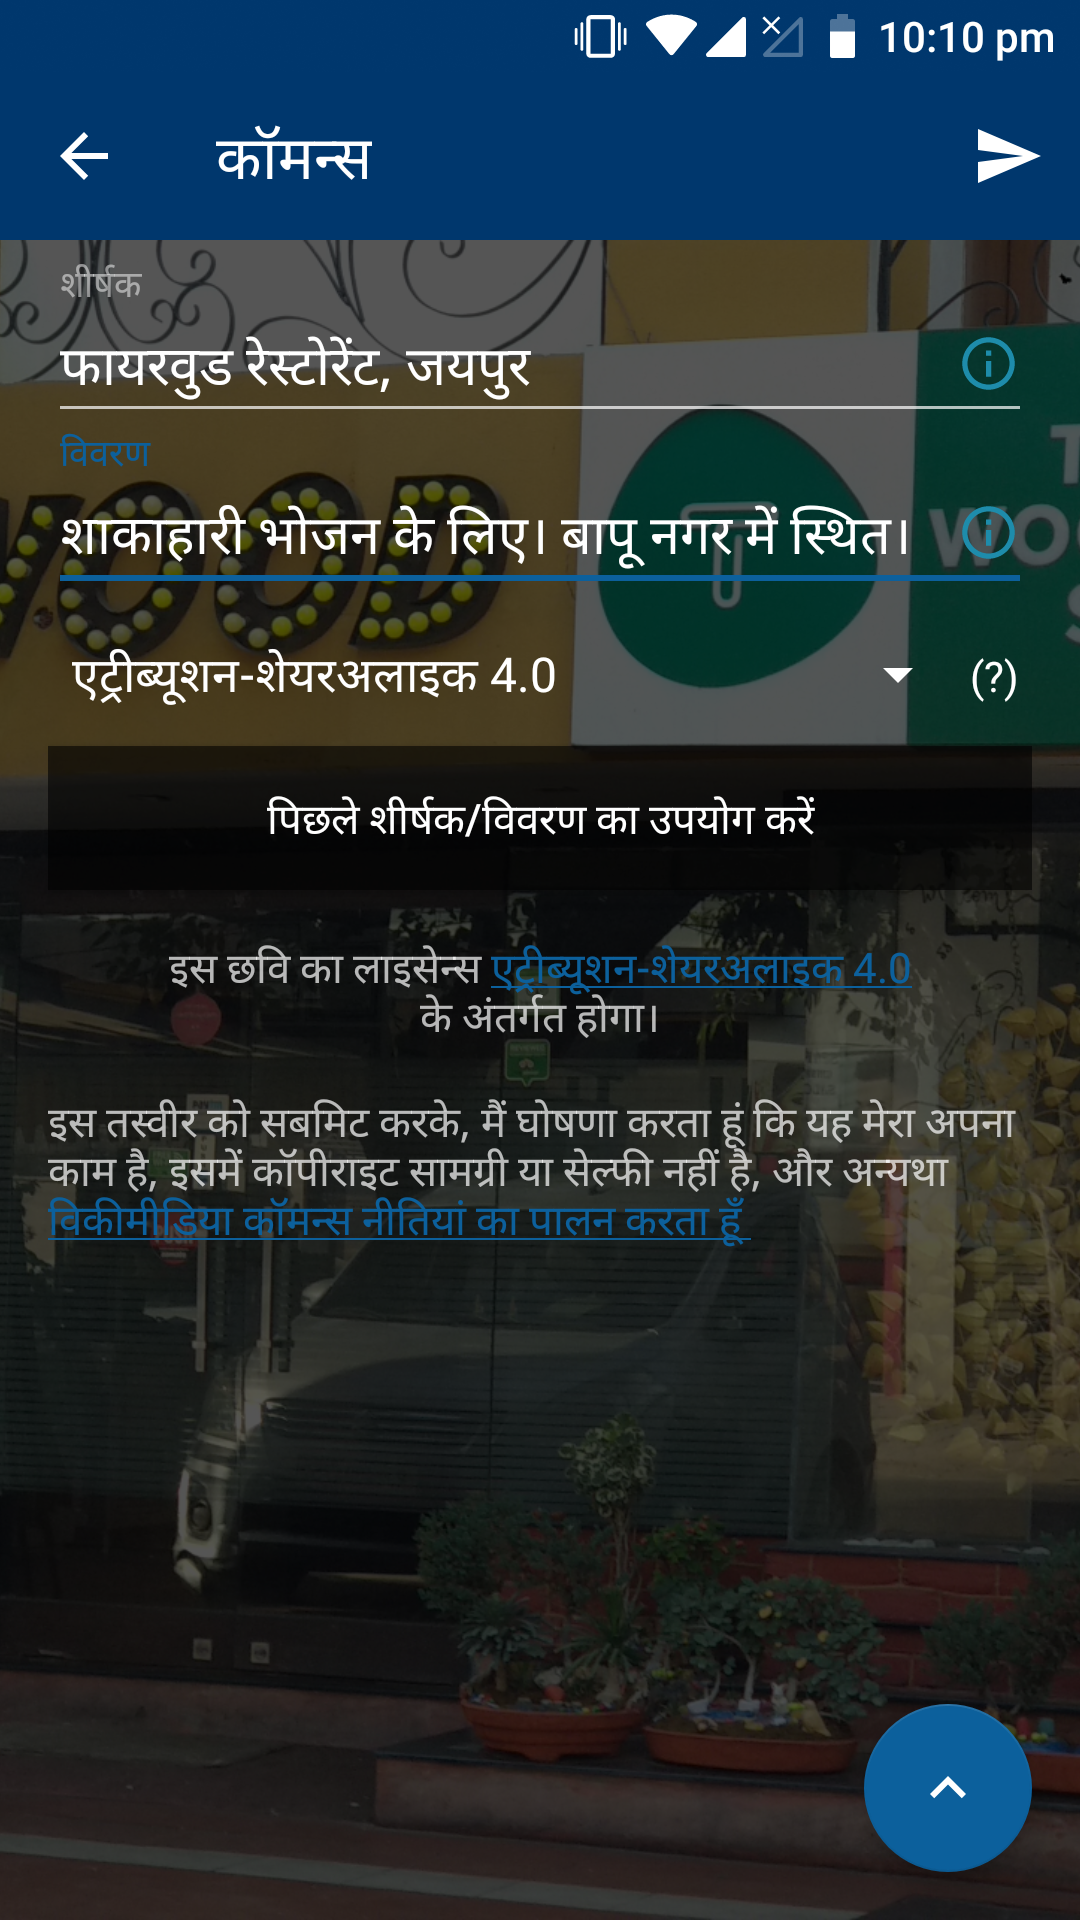 10:10 pm
कॉमन्स
शीर्षक
फायरवुड रेस्टोरेंट, जयपुर
विवरण
शाकाहारी भोजन के लिए। बापू नगर में स्थित।
एट्रीब्यूशन-शेयरअलाइक 4.0
(?)
पिछले शीर्षक/विवरण का उपयोग करें
इस छवि का लाइसेन्स एट्रीब्यूशन-शेयरअलाइक 4.0
के अंतर्गत होगा।
इस तस्वीर को सबमिट करके, मैं घोषणा करता हूं कि यह मेरा अपना
काम है, इसमें कॉपीराइट सामग्री या सेल्फी नहीं है, और अन्यथा
विकीमीडिया कॉमन्स नीतियां का पालन करता हूँ